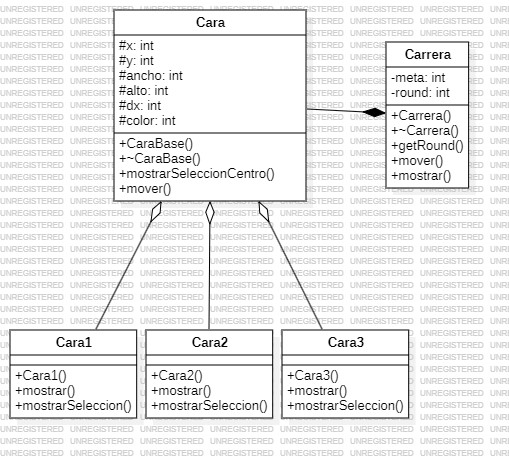 Cara
#x: int
#y: int
#ancho: int
#alto: int
#dx: int
#color: int
+CaraBase()
+~CaraBase()
+mostrarSeleccionCentro()
+mover()
Carrera
-meta: int
-round: int
+Carrera()
+~Carrera()
+getRound()
+mover()
+mostrar()
Cara1
+Cara1()
+mostrar()
+mostrarSeleccion()
Cara2
+Cara2()
+mostrar()
+mostrarSeleccion()
Cara3
+Cara3()
+mostrar()
+mostrarSeleccion()
UNREGISTERED